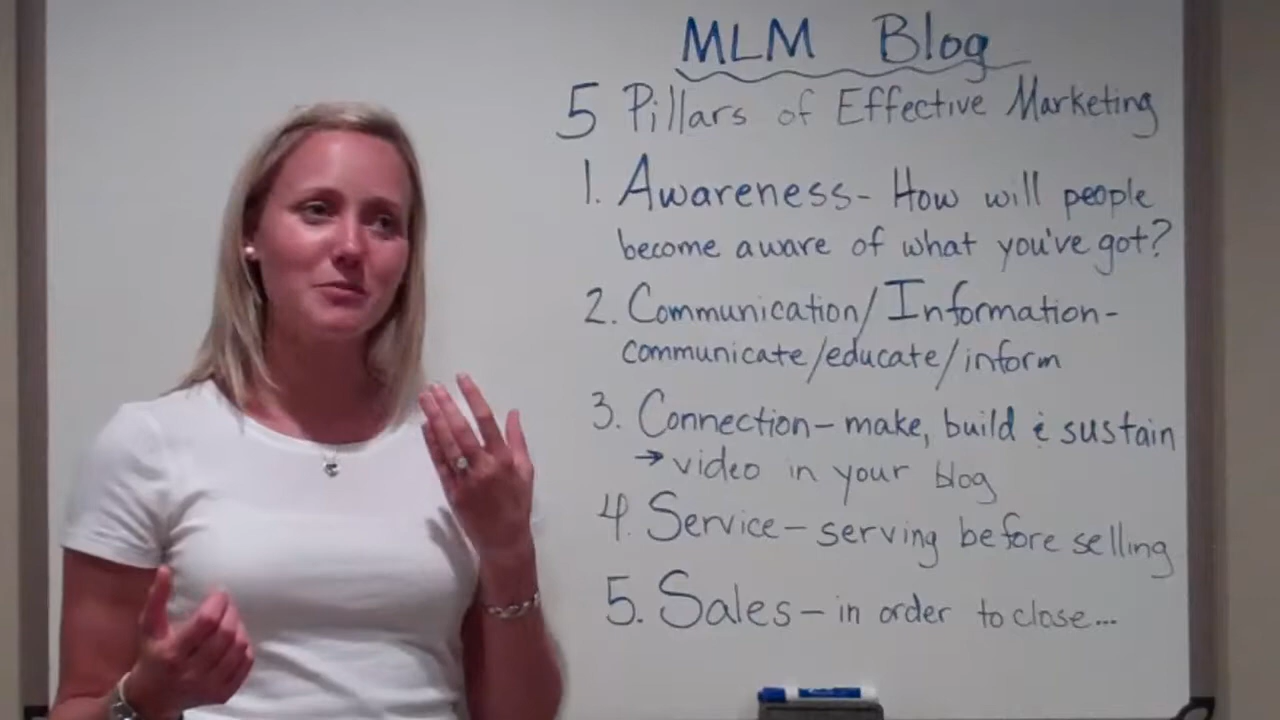 MLM Blog
5 Pillars of Effective Marketing
1. Awareness- How will people
become aware of what you've got?
2. Communication/Information-
communicate/educate/inform
3. Connection- make, build & sustain
→ video in your blog
4. Service- serving before selling
5. Sales- in order to close...